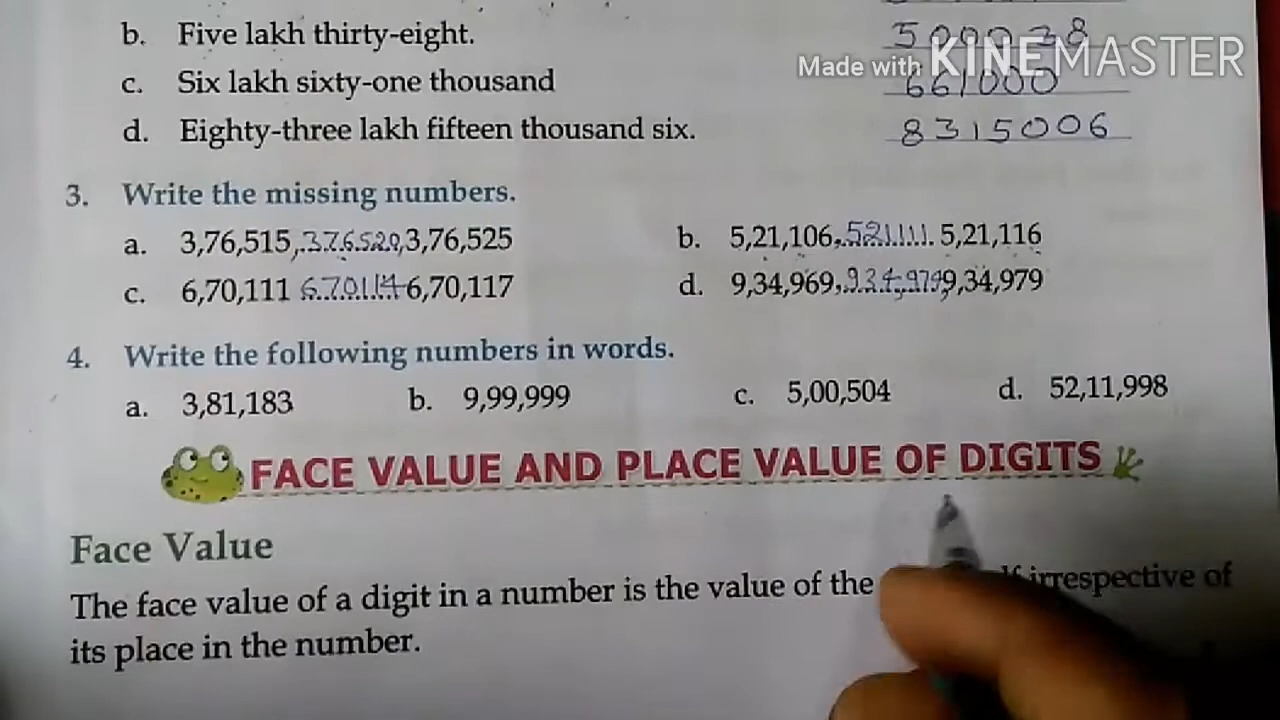 b. Five lakh thirty-eight. 500038
Made with KINEMASTER
c. Six lakh sixty-one thousand 661000
d. Eighty-three lakh fifteen thousand six. 8315006
3. Write the missing numbers.
a. 3,76,515, 376520, 3,76,525 b. 5,21,106, 521111 5,21,116
c. 6,70,111 670114 6,70,117 d. 9,34,969, 9,34,979
4. Write the following numbers in words.
a. 3,81,183 b. 9,99,999 c. 5,00,504 d. 52,11,998
FACE VALUE AND PLACE VALUE OF DIGITS
Face Value
The face value of a digit in a number is the value of the irrespective of
its place in the number.